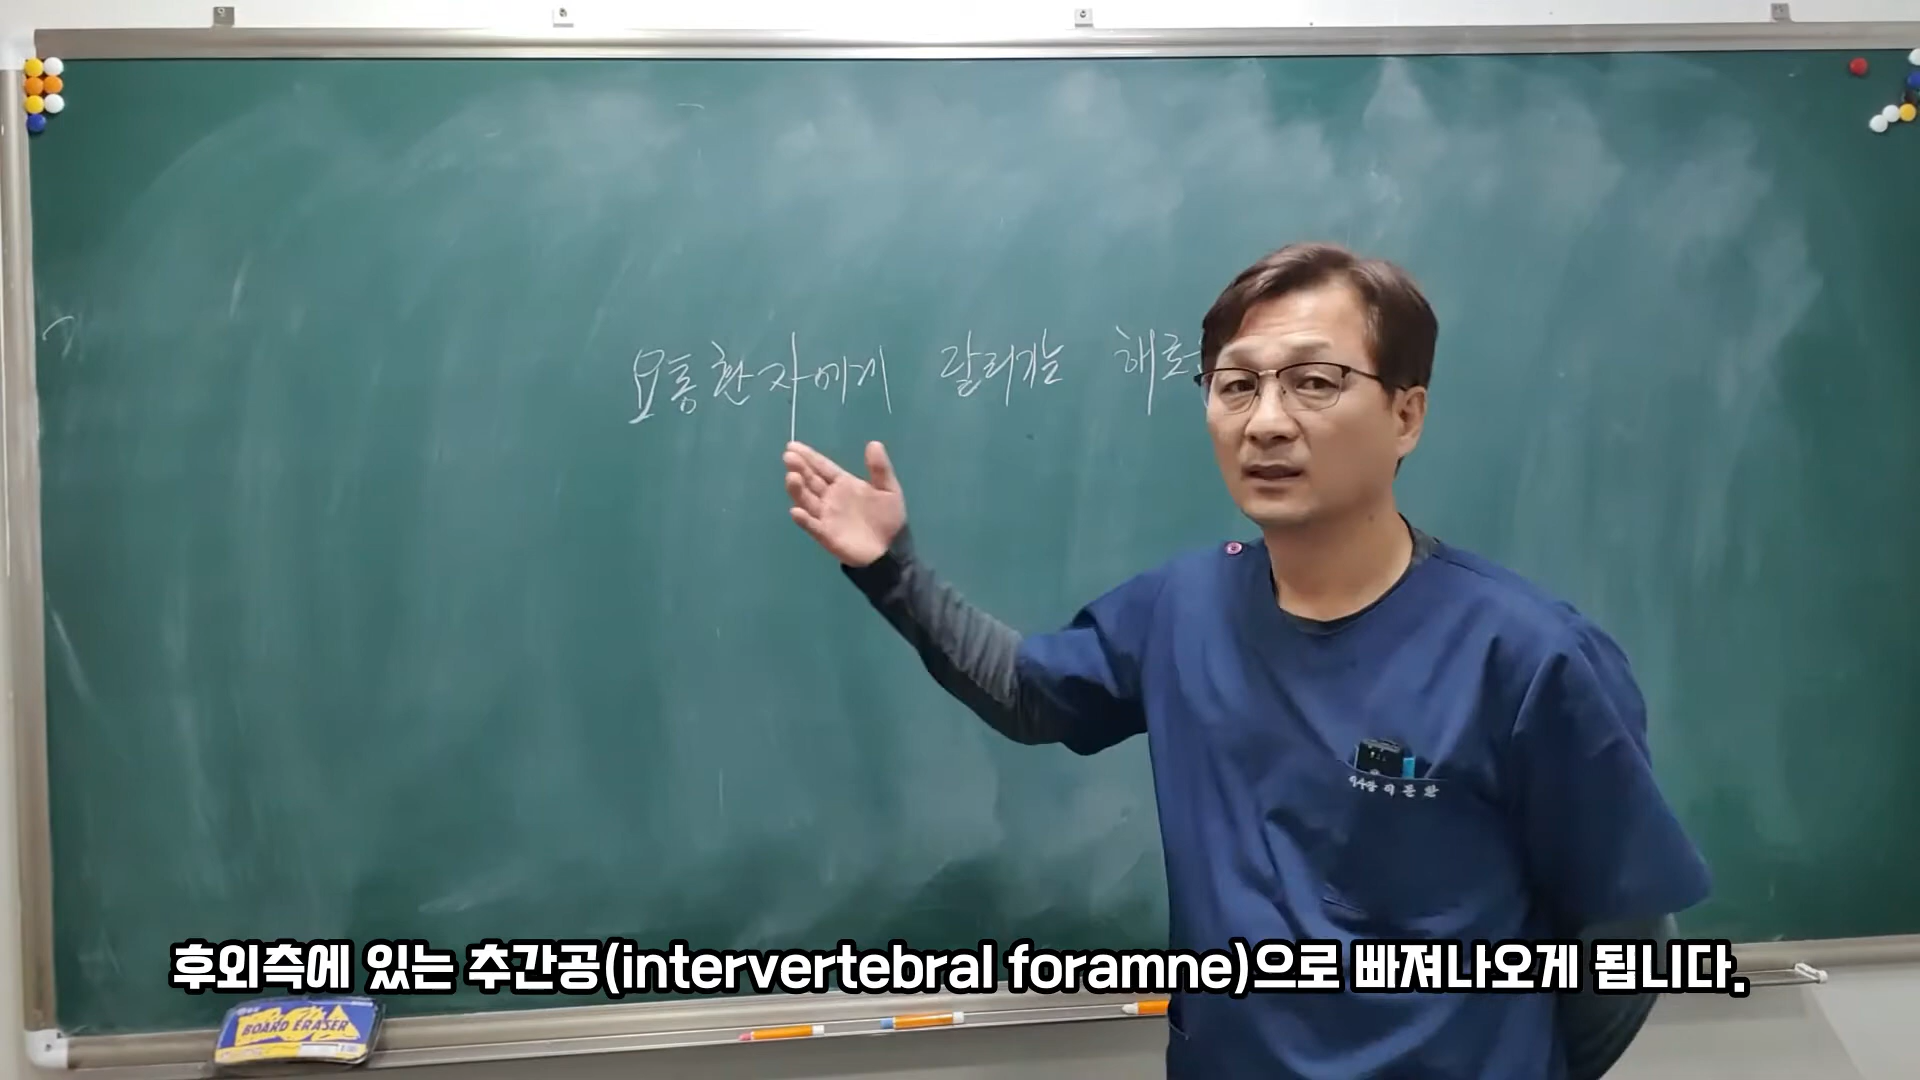 요통환자에게 달리기는 해로
후외측에 있는 추간공(intervertebral foramne)으로 빠져나오게 됩니다.
BOARD ERASER